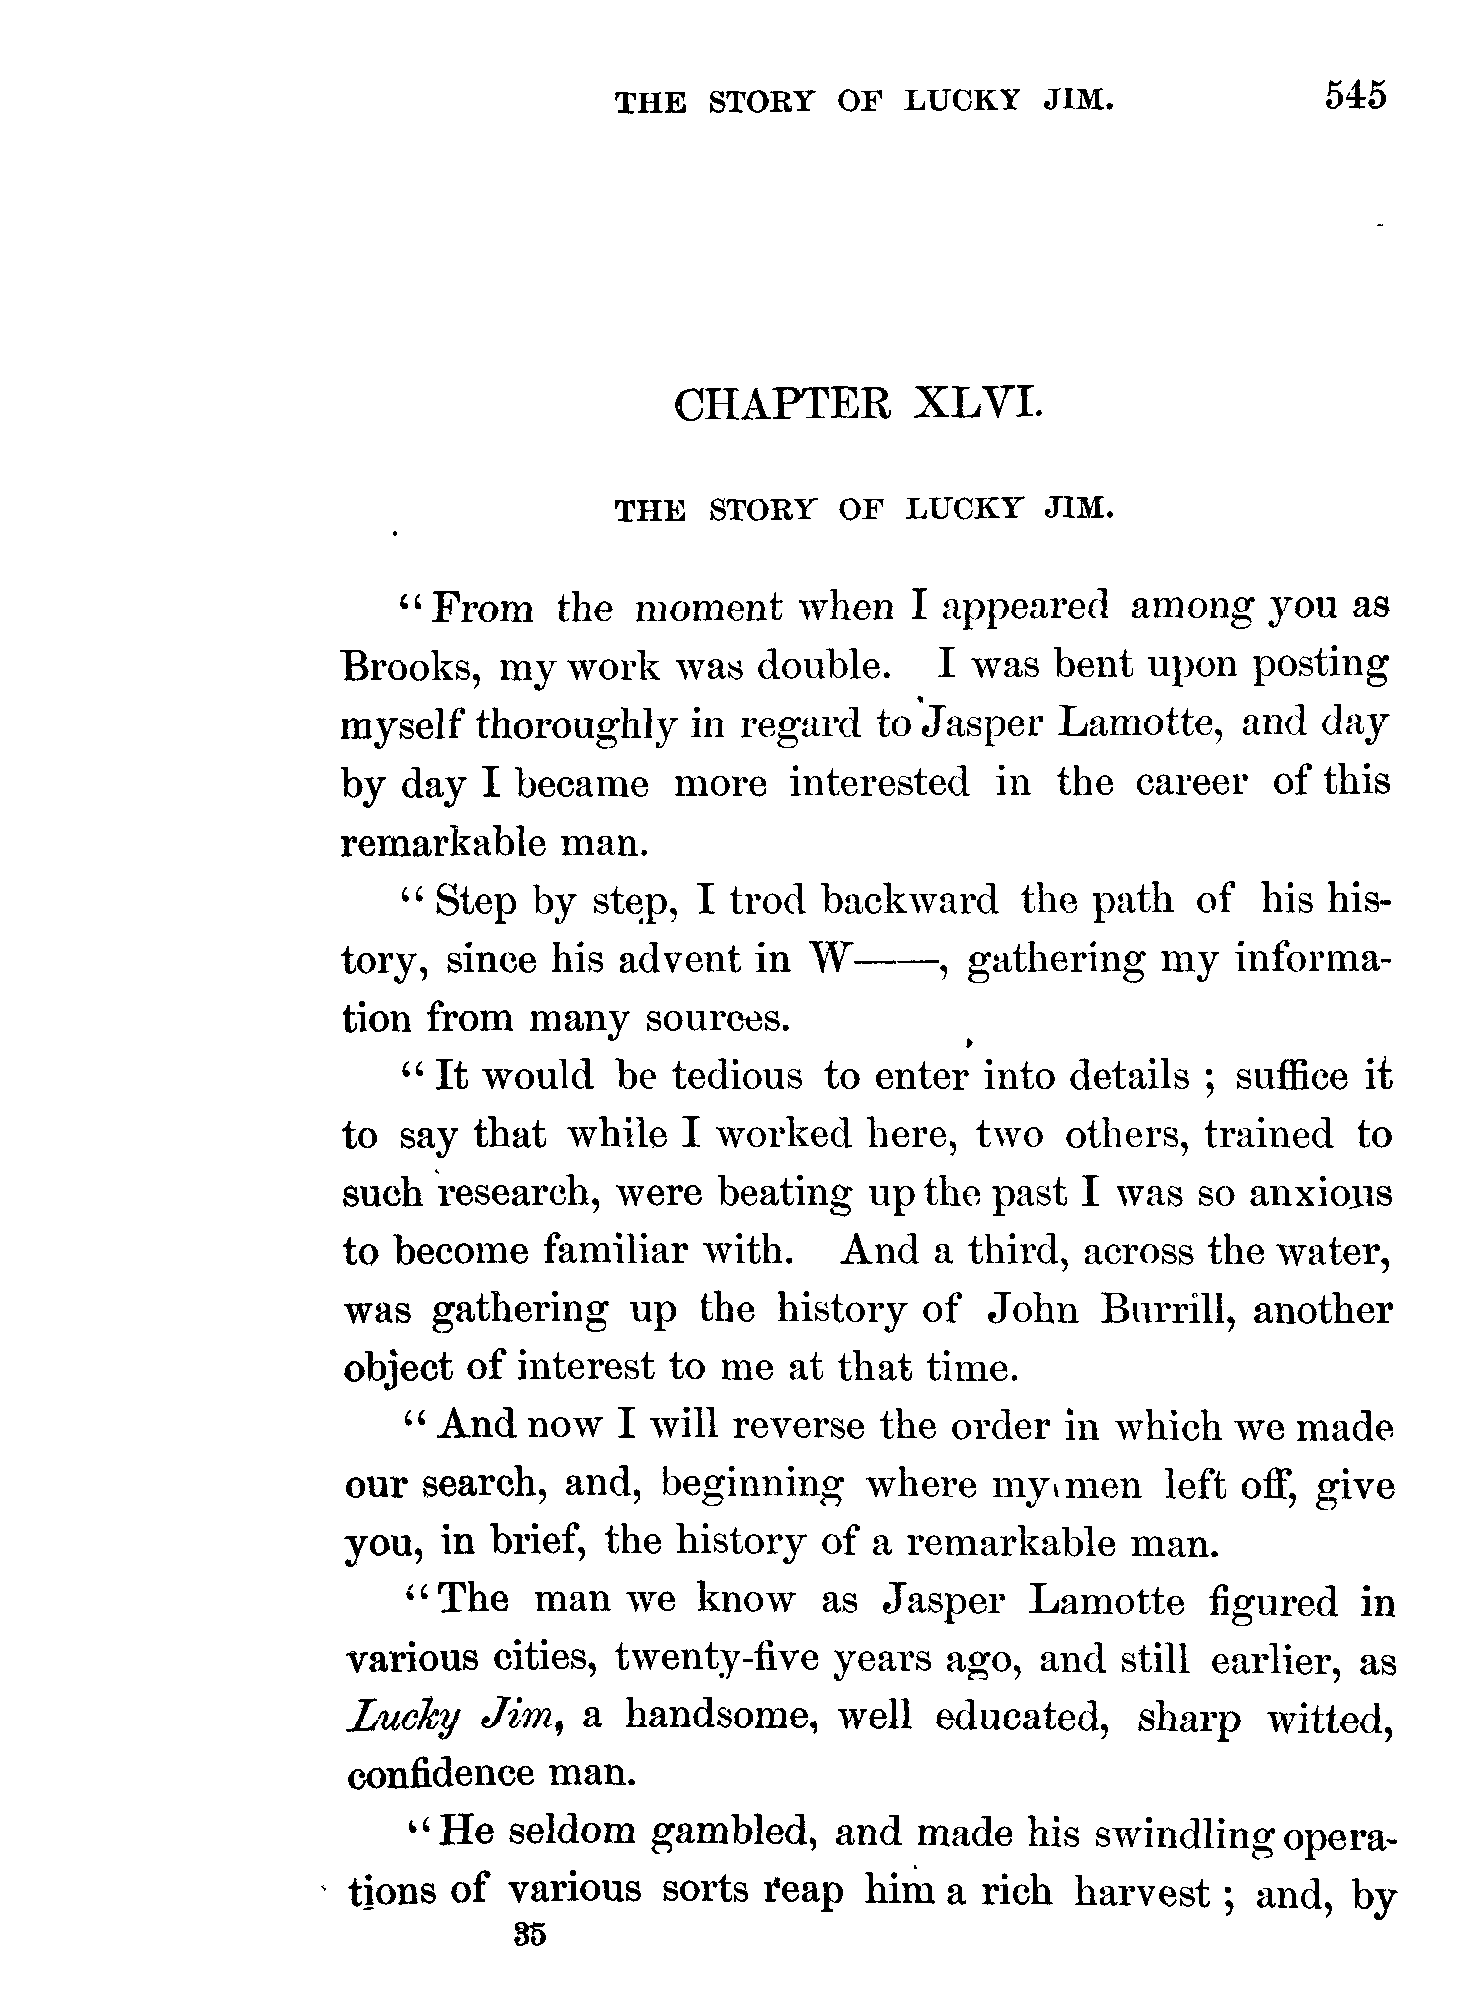 THE STORY OF LUCKY JIM. 545
CHAPTER XLVI.
THE STORY OF LUCKY JIM.
“From the moment when I appeared among you as
Brooks, my work was double. I was bent upon posting
myself thoroughly in regard to Jasper Lamotte, and day
by day I became more interested in the career of this
remarkable man.
“Step by step, I trod backward the path of his his-
tory, since his advent in W——, gathering my informa-
tion from many sources.
“It would be tedious to enter into details ; suffice it
to say that while I worked here, two others, trained to
such research, were beating up the past I was so anxious
to become familiar with. And a third, across the water,
was gathering up the history of John Burrill, another
object of interest to me at that time.
“And now I will reverse the order in which we made
our search, and, beginning where my men left off, give
you, in brief, the history of a remarkable man.
“The man we know as Jasper Lamotte figured in
various cities, twenty-five years ago, and still earlier, as
Lucky Jim, a handsome, well educated, sharp witted,
confidence man.
“He seldom gambled, and made his swindling opera-
tions of various sorts reap him a rich harvest ; and, by
35